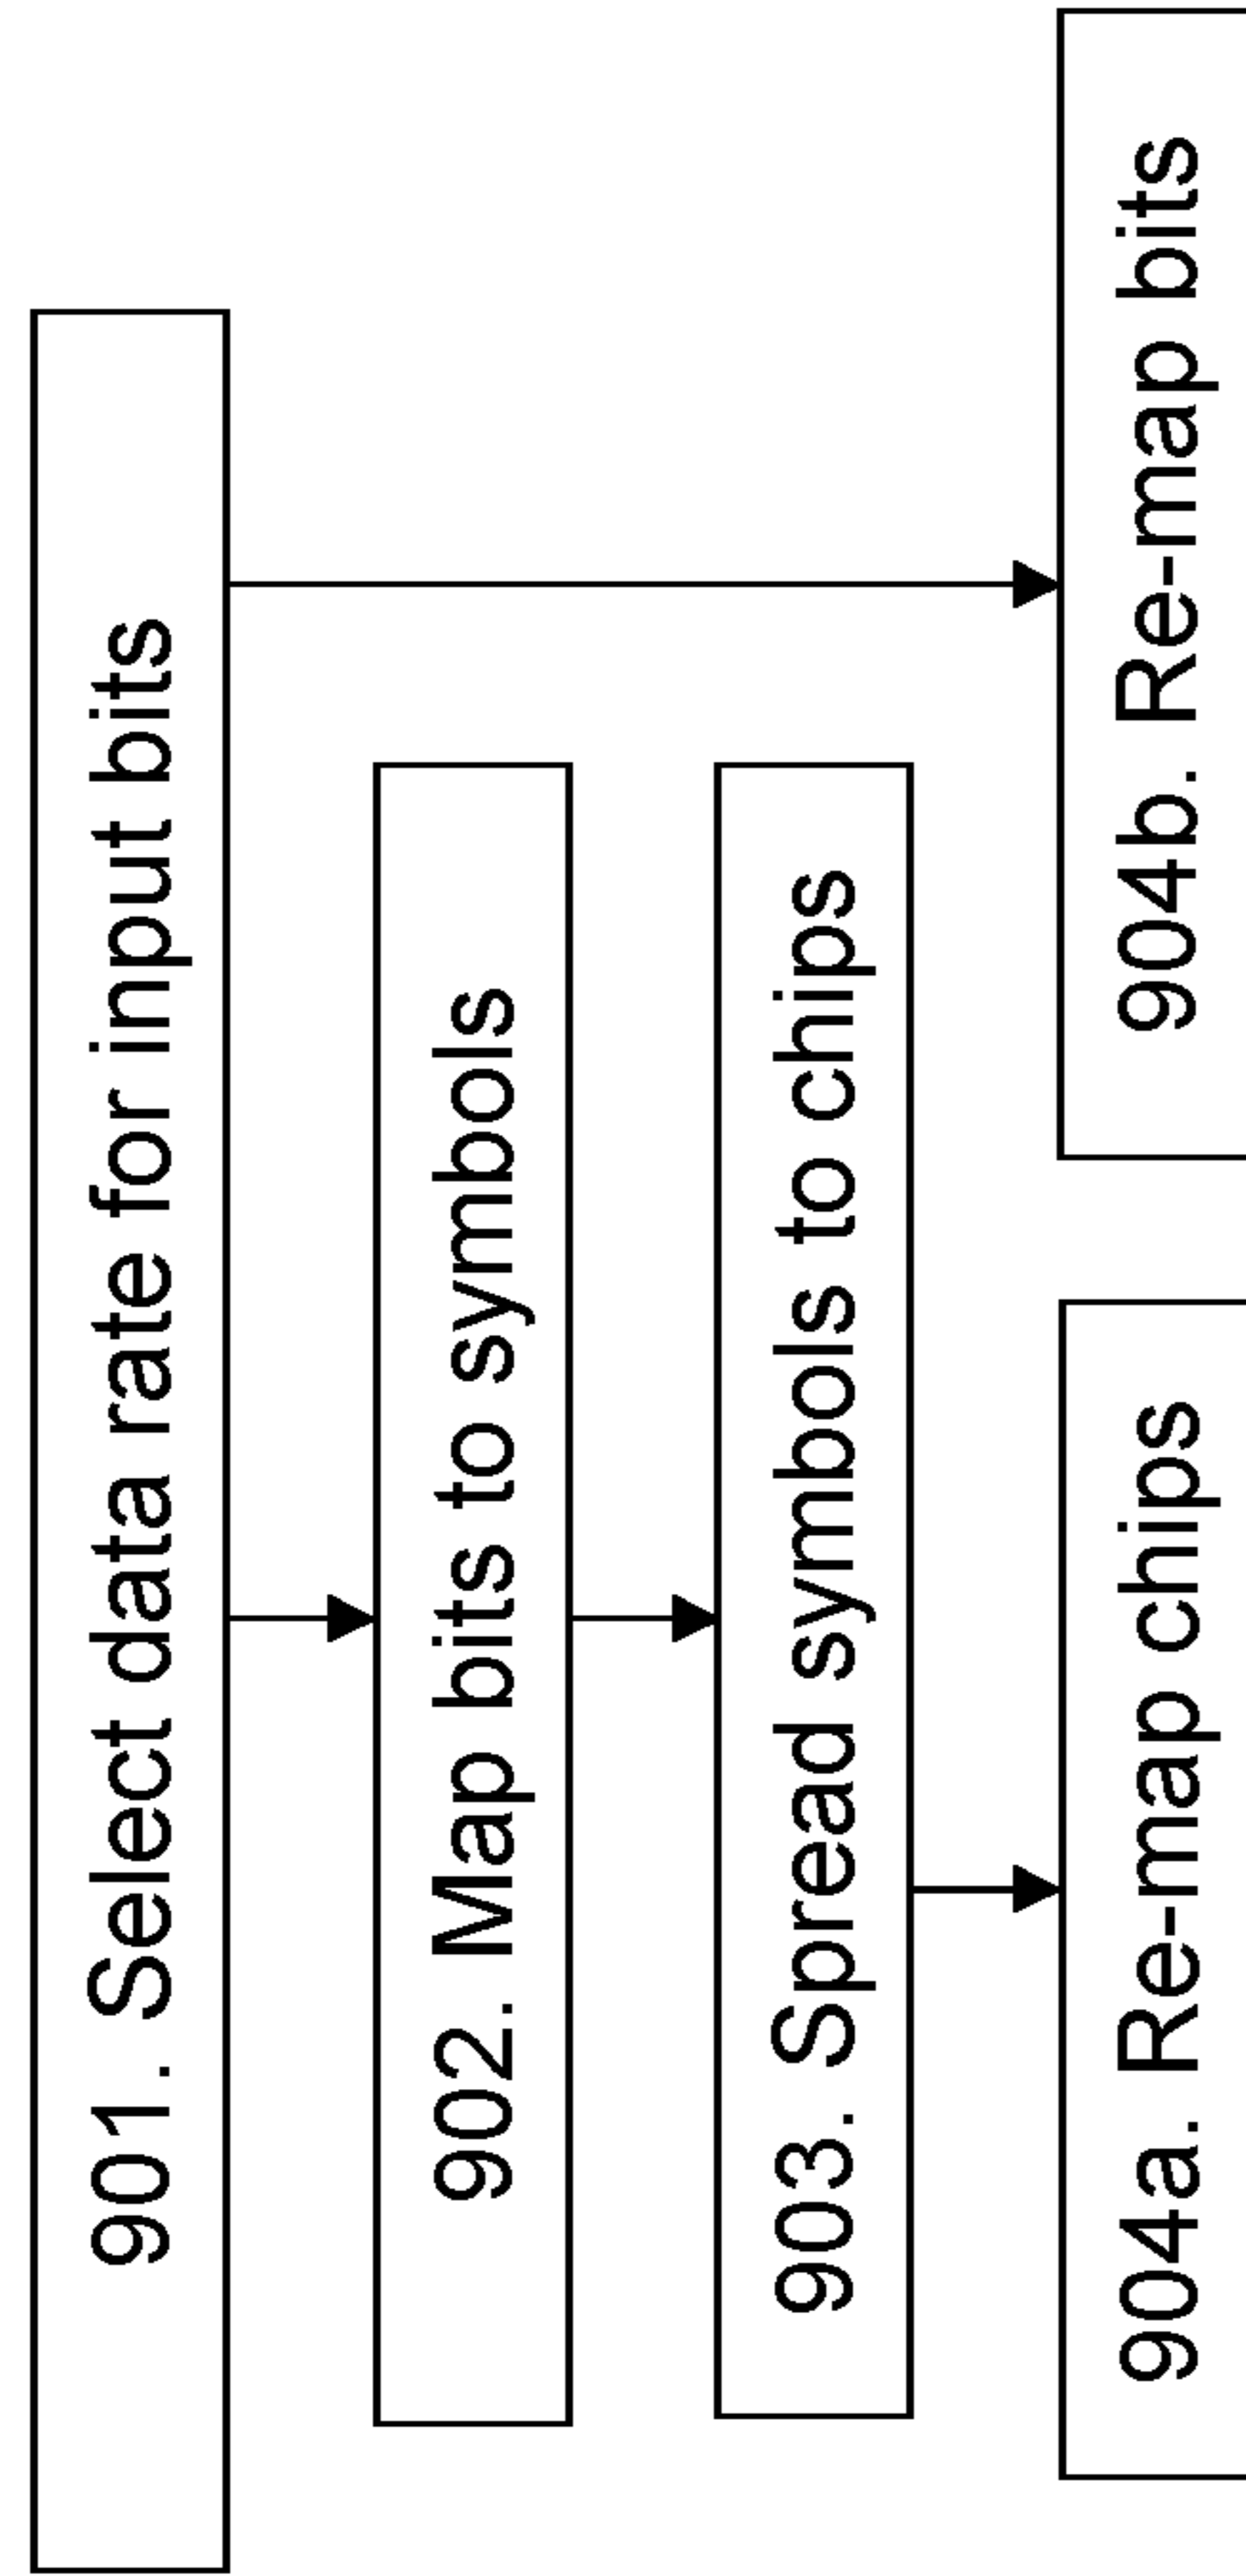 901. Select data rate for input bits
902. Map bits to symbols
903. Spread symbols to chips
904a. Re-map chips
904b. Re-map bits